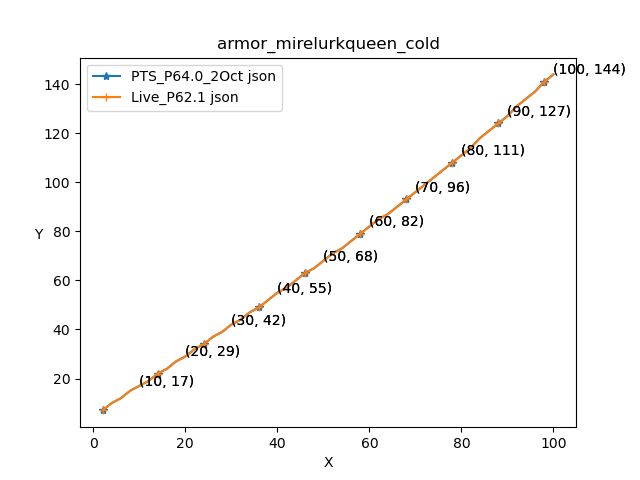 armor_mirelurkqueen_cold
PTS_P64.0_2Oct json
Live_P62.1 json
(100, 144)
(90, 127)
(80, 111)
(70, 96)
(60, 82)
(50, 68)
(40, 55)
(30, 42)
(20, 29)
(10, 17)
140
120
100
80
60
40
20
Y
0 20 40 60 80 100
X